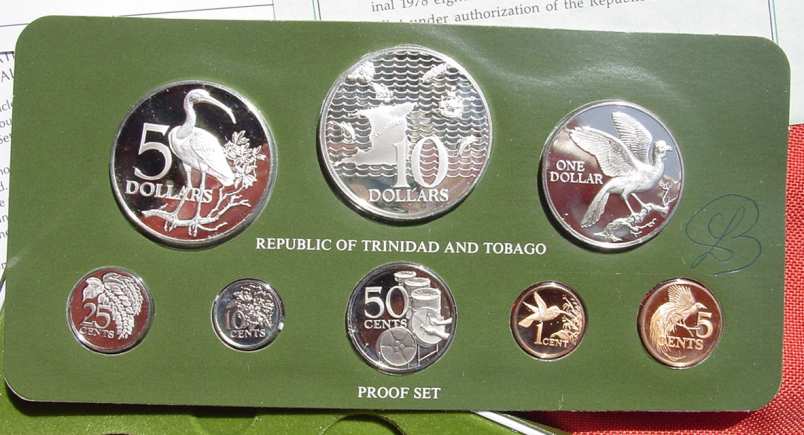 inal 1978 eigh
under authorization of the Republic
5
DOLLARS
10
DOLLARS
ONE
DOLLAR
REPUBLIC OF TRINIDAD AND TOBAGO
25
CENTS
10
CENTS
50
CENTS
1
CENT
5
CENTS
PROOF SET